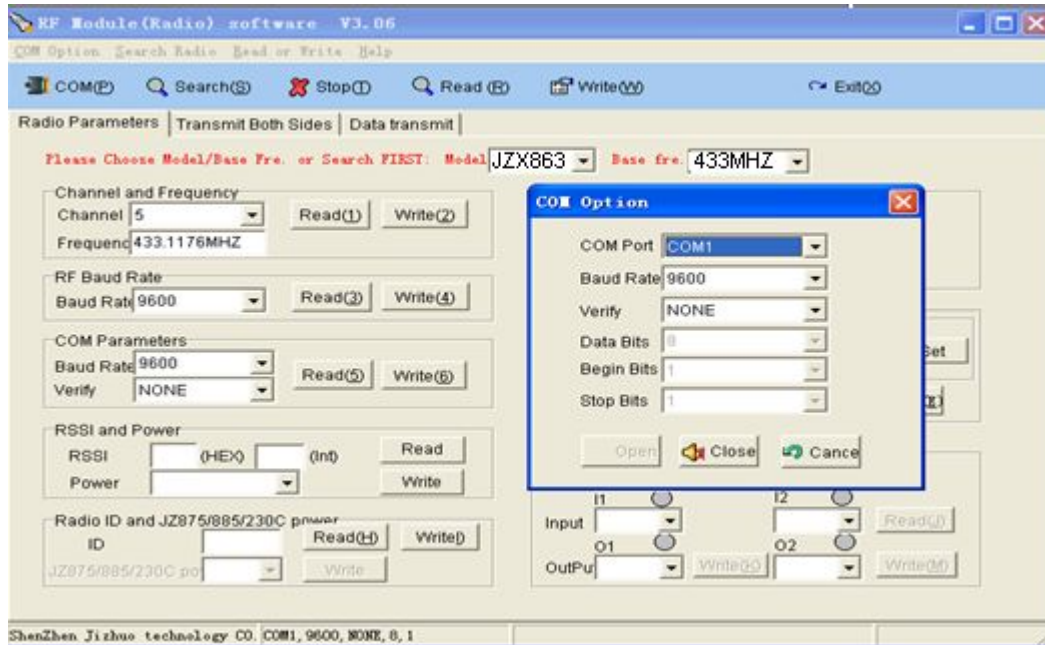 RF Module(Radio) software V3.06
COM Option Search Radio Read or Write Help
COM(P) Search(S) Stop(T) Read (R) Write(W) Exit(X)
Radio Parameters Transmit Both Sides Data transmit
Please Choose Model/Base Fre. or Search FIRST: Model JZX863 Base fre. 433MHZ
Channel and Frequency
Channel 5 Read(1) Write(2)
Frequenc 433.1176MHZ
RF Baud Rate
Baud Rat 9600 Read(3) Write(4)
COM Parameters
Baud Rate 9600
Read(5) Write(6)
Verify NONE
RSSI and Power
RSSI (HEX) (Int) Read
Power Write
Radio ID and JZ875/885/230C power
ID Read(H) Write
JZ875/885/230C po Write
COM Option
COM Port COM1
Baud Rate 9600
Verify NONE
Data Bits 8
Begin Bits 1
Stop Bits 1
Open Close Cance
Set
I1 I2
Input Read(J)
O1 O2
OutPu Write(K) Write(M)
ShenZhen Jizhuo technology CO. COM1, 9600, NONE, 8, 1